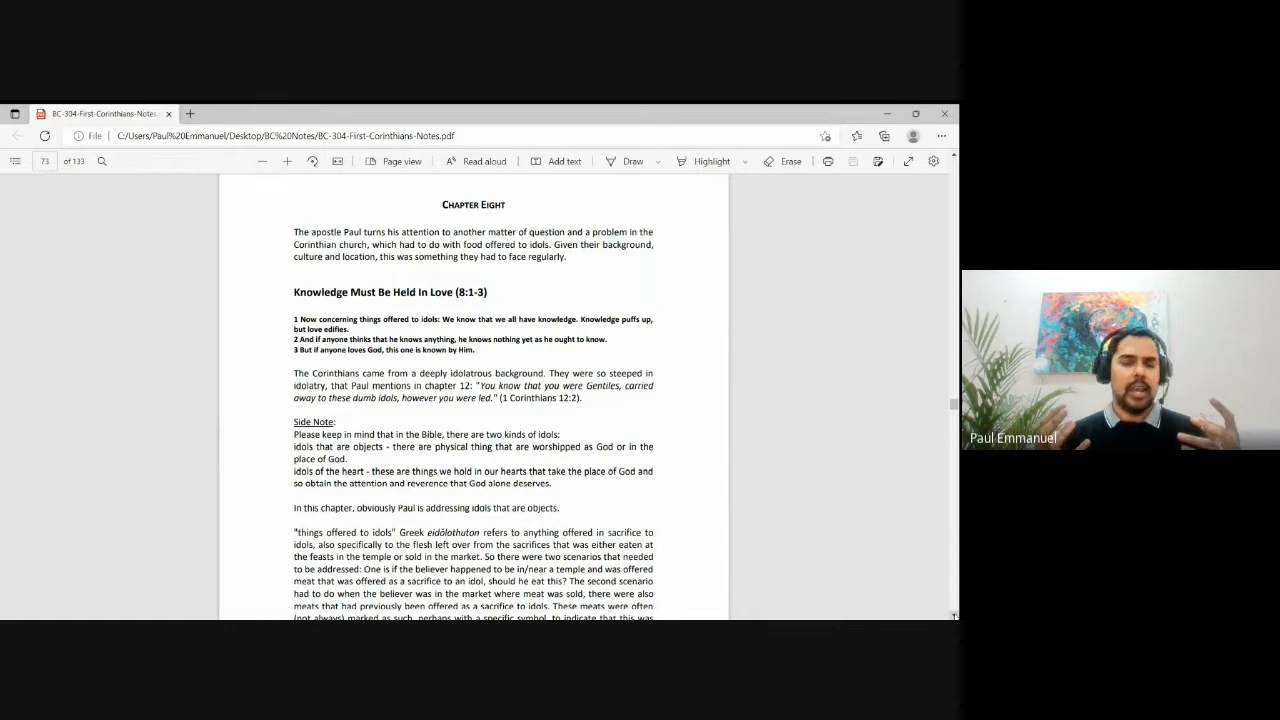 BC-304-First-Corinthians-Notes.
File
C:/Users/Paul%20Emmanuel/Desktop/BC%20Notes/BC-304-First-Corinthians-Notes.pdf
73 of 133
Page view
Read aloud
Add text
Draw
Highlight
Erase
CHAPTER EIGHT
The apostle Paul turns his attention to another matter of question and a problem in the
Corinthian church, which had to do with food offered to idols. Given their background,
culture and location, this was something they had to face regularly.
Knowledge Must Be Held In Love (8:1-3)
1 Now concerning things offered to idols: We know that we all have knowledge. Knowledge puffs up,
but love edifies.
2 And if anyone thinks that he knows anything, he knows nothing yet as he ought to know.
3 But if anyone loves God, this one is known by Him.
The Corinthians came from a deeply idolatrous background. They were so steeped in
idolatry, that Paul mentions in chapter 12: "You know that you were Gentiles, carried
away to these dumb idols, however you were led." (1 Corinthians 12:2).
Side Note:
Please keep in mind that in the Bible, there are two kinds of idols:
idols that are objects - there are physical thing that are worshipped as God or in the
place of God.
idols of the heart - these are things we hold in our hearts that take the place of God and
so obtain the attention and reverence that God alone deserves.
In this chapter, obviously Paul is addressing idols that are objects.
"things offered to idols" Greek eidōlothuton refers to anything offered in sacrifice to
idols, also specifically to the flesh left over from the sacrifices that was either eaten at
the feasts in the temple or sold in the market. So there were two scenarios that needed
to be addressed: One is if the believer happened to be in/near a temple and was offered
meat that was offered as a sacrifice to an idol, should he eat this? The second scenario
had to do when the believer was in the market where meat was sold, there were also
meats that had previously been offered as a sacrifice to idols. These meats were often
(not always) marked as such, perhaps with a specific symbol, to indicate that this was
Paul Emmanuel